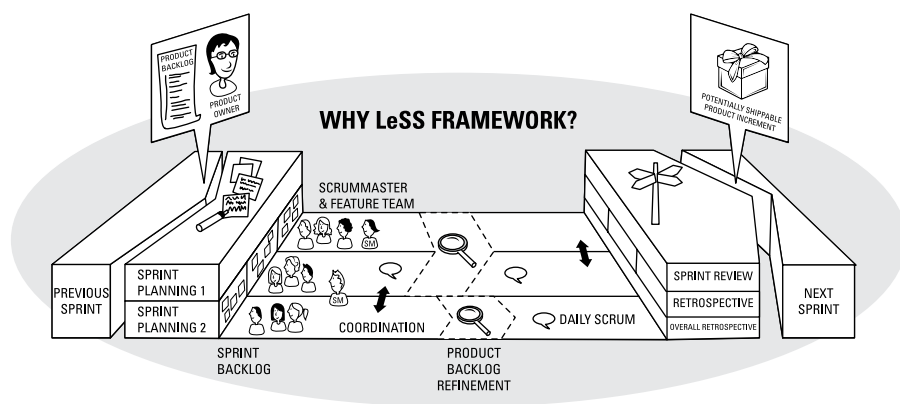 PRODUCT
BACKLOG
PRODUCT
OWNER
POTENTIALLY SHIPPABLE
PRODUCT INCREMENT
WHY LeSS FRAMEWORK?
SCRUMMASTER
& FEATURE TEAM
SM
SM
PREVIOUS
SPRINT
SPRINT
PLANNING 1
SPRINT
PLANNING 2
COORDINATION
DAILY SCRUM
SPRINT REVIEW
RETROSPECTIVE
OVERALL RETROSPECTIVE
NEXT
SPRINT
SPRINT
BACKLOG
PRODUCT
BACKLOG
REFINEMENT